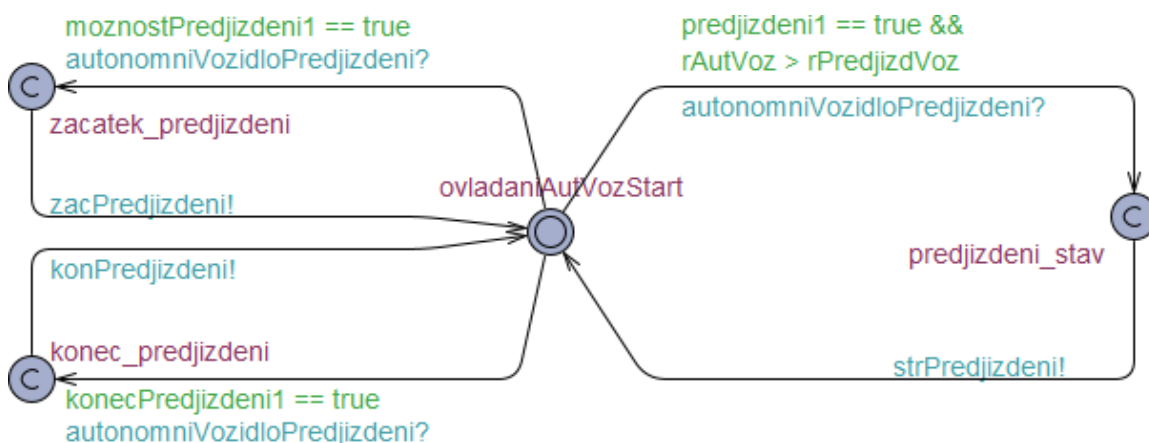 moznostPredjizdeni1 == true
autonomniVozidloPredjizdeni?
zacatek_predjizdeni
zacPredjizdeni!
konPredjizdeni!
konec_predjizdeni
konecPredjizdeni1 == true
autonomniVozidloPredjizdeni?
ovladaniAutVozStart
predjizdeni1 == true &&
rAutVoz > rPredjizdVoz
autonomniVozidloPredjizdeni?
predjizdeni_stav
strPredjizdeni!
C
C
C